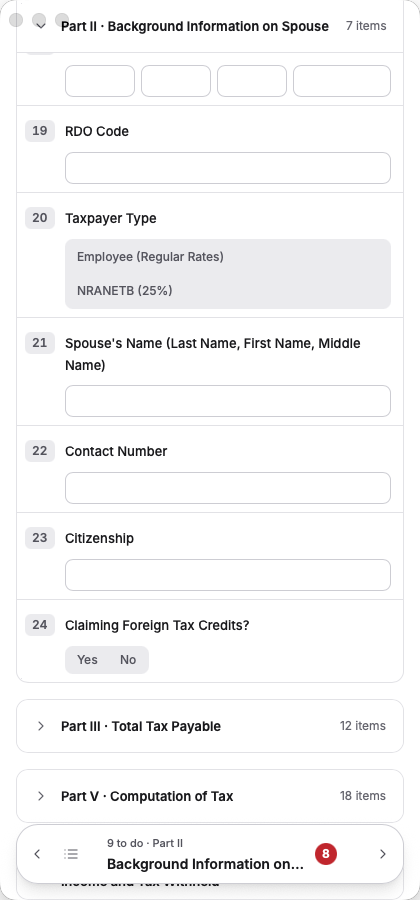 Part II · Background Information on Spouse 7 items
19 RDO Code
20 Taxpayer Type
Employee (Regular Rates)
NRANETB (25%)
21 Spouse's Name (Last Name, First Name, Middle
Name)
22 Contact Number
23 Citizenship
24 Claiming Foreign Tax Credits?
Yes No
Part III · Total Tax Payable 12 items
Part V · Computation of Tax 18 items
9 to do · Part II
Background Information on... 8
Income and Tax Withheld